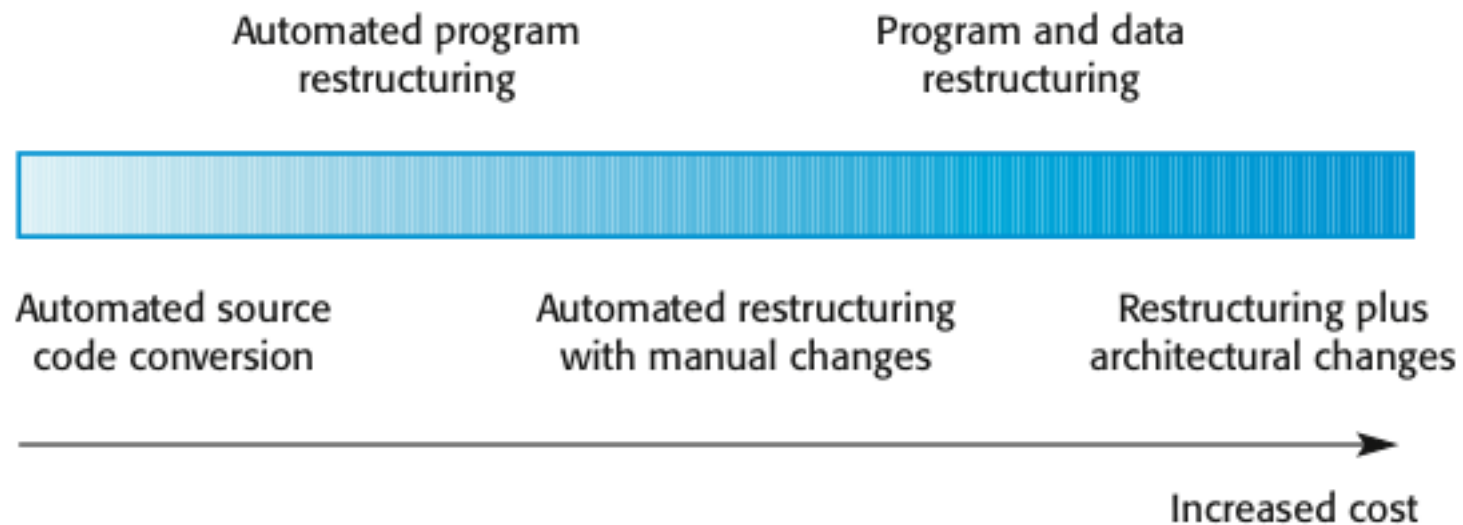 Automated program
restructuring
Program and data
restructuring
Automated source
code conversion
Automated restructuring
with manual changes
Restructuring plus
architectural changes
Increased cost